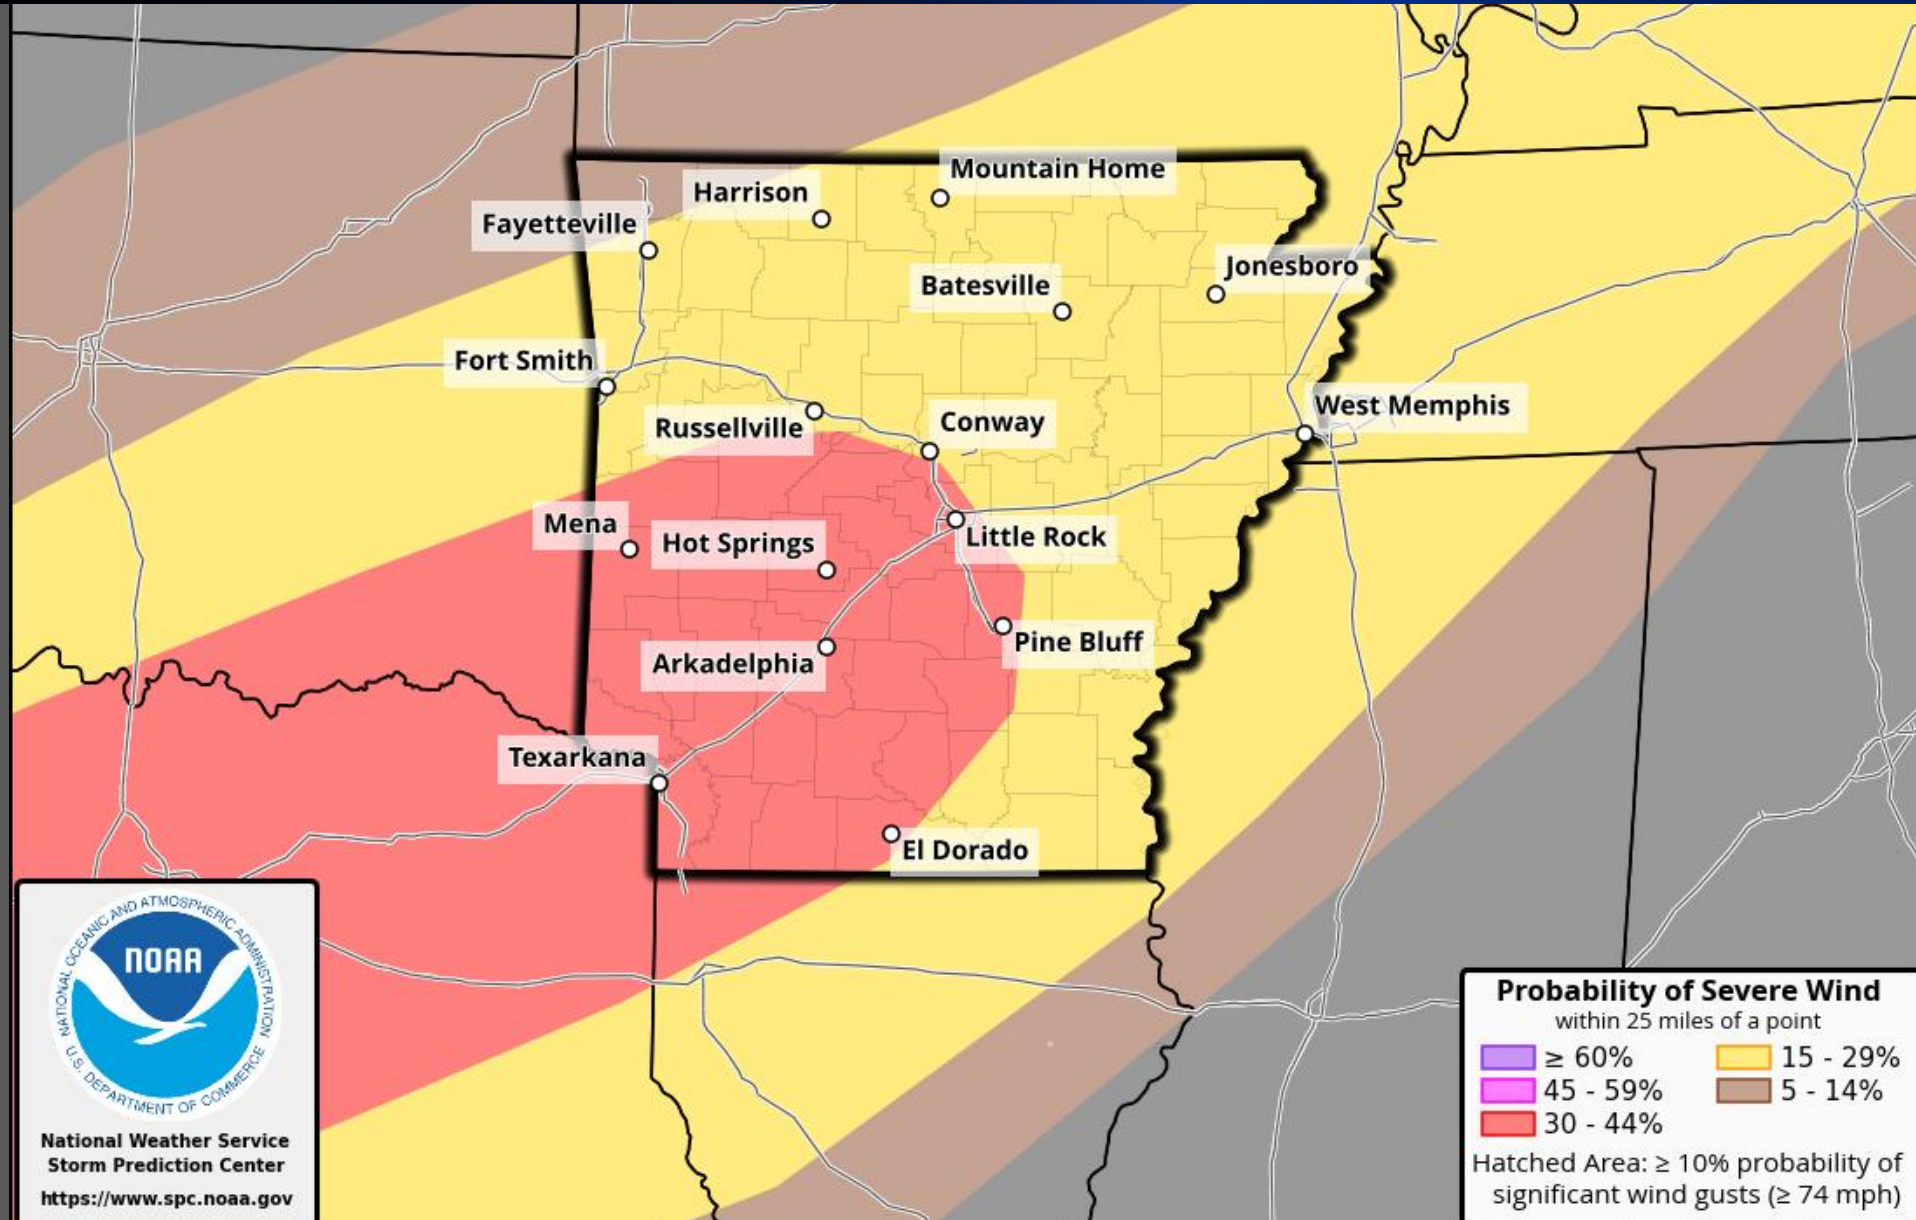 Mountain Home
Harrison
Fayetteville
Jonesboro
Batesville
Fort Smith
West Memphis
Russellville
Conway
Mena
Hot Springs
Little Rock
Arkadelphia
Pine Bluff
Texarkana
El Dorado
NATIONAL OCEANIC AND ATMOSPHERIC ADMINISTRATION
NOAA
U.S. DEPARTMENT OF COMMERCE
National Weather Service
Storm Prediction Center
https://www.spc.noaa.gov
Probability of Severe Wind
within 25 miles of a point
≥ 60% 15 - 29%
45 - 59% 5 - 14%
30 - 44%
Hatched Area: ≥ 10% probability of
significant wind gusts (≥ 74 mph)